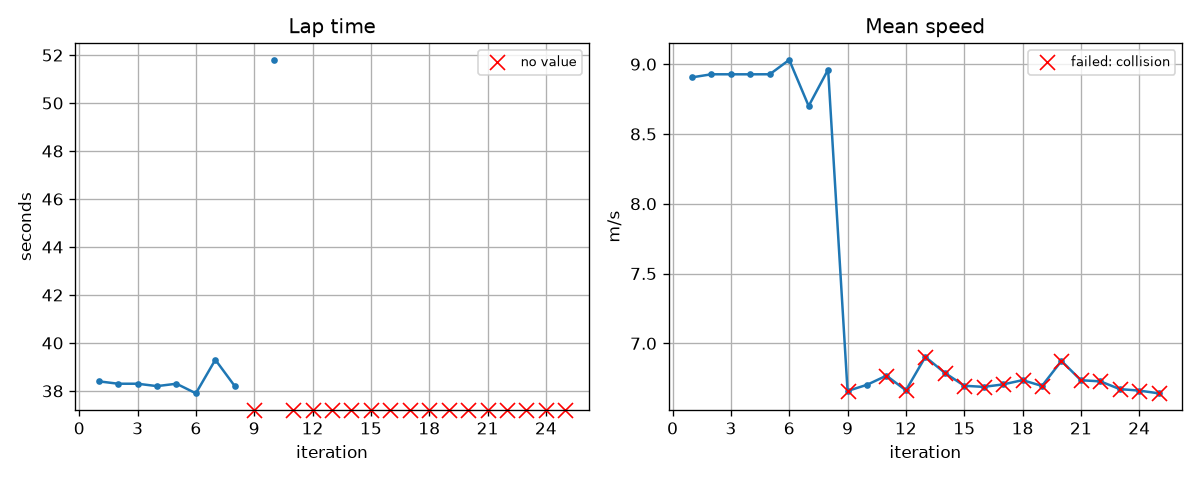 Lap time
52
50
48
46
44
42
40
38
seconds
no value
0 3 6 9 12 15 18 21 24
iteration
Mean speed
9.0
8.5
8.0
7.5
7.0
m/s
failed: collision
0 3 6 9 12 15 18 21 24
iteration